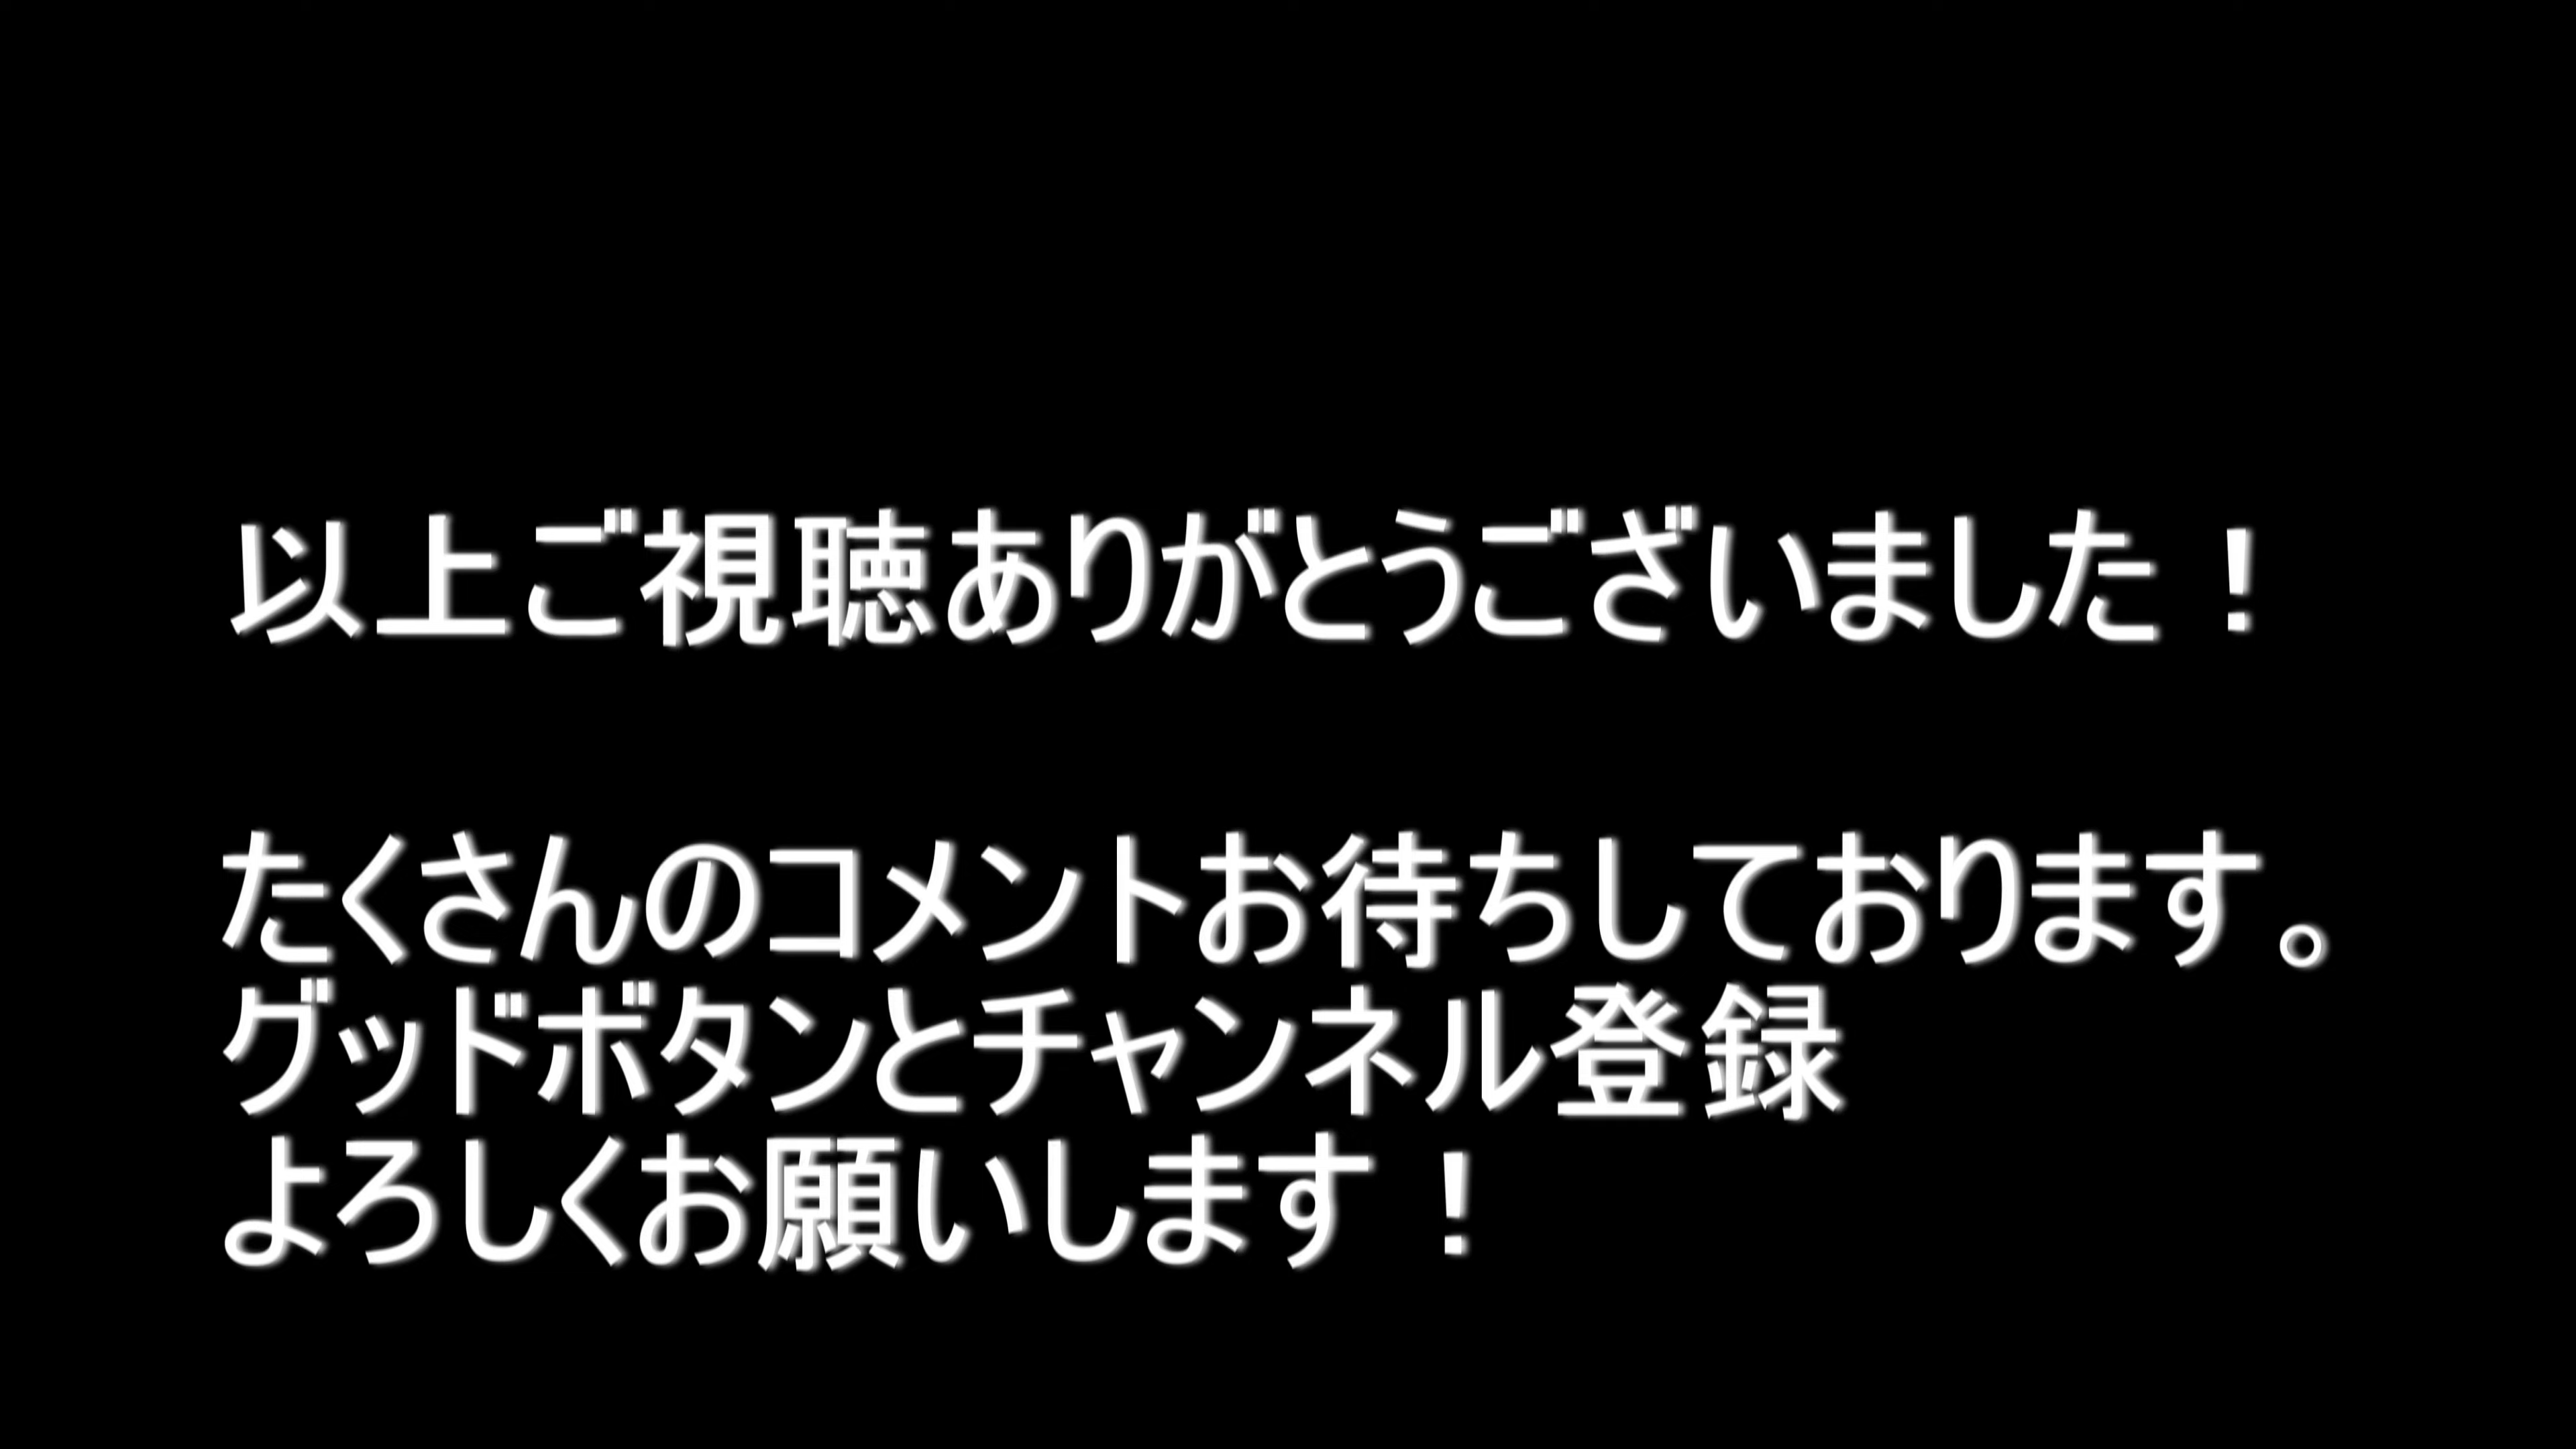 以上ご視聴ありがとうございました！
たくさんのコメントお待ちしております。
グッドボタンとチャンネル登録
よろしくお願いします！